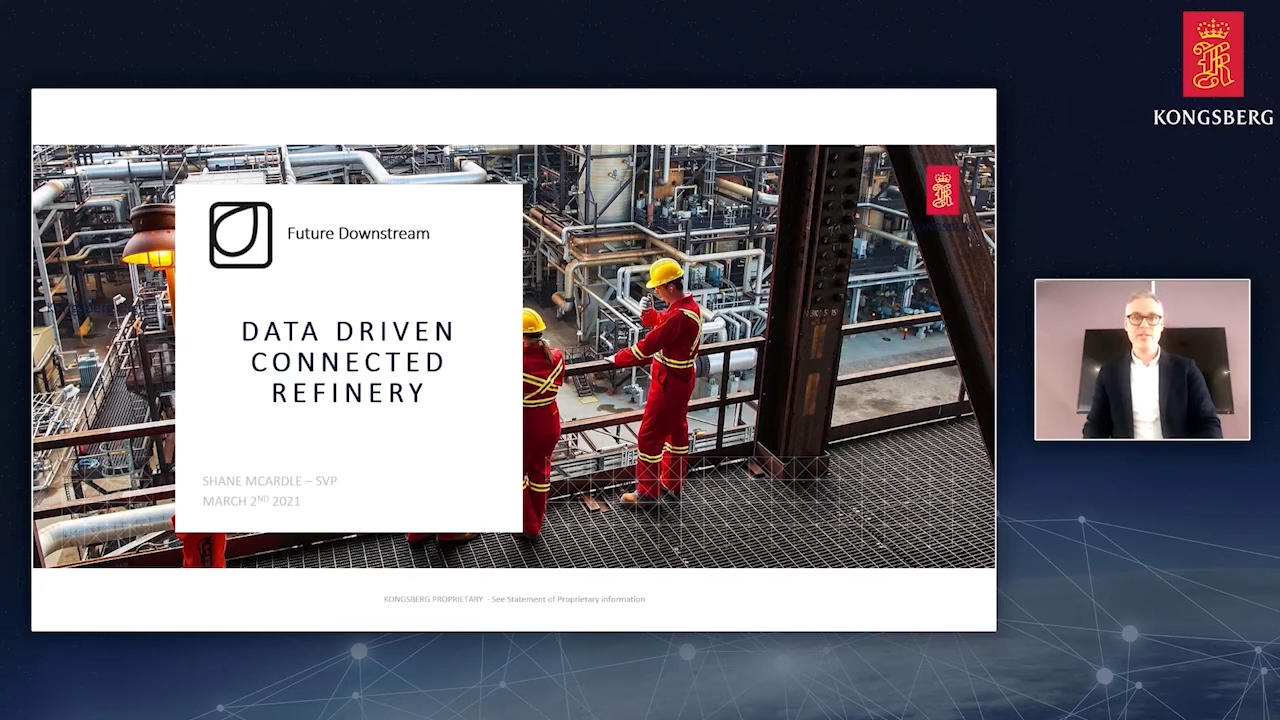 KONGSBERG
Future Downstream
DATA DRIVEN
CONNECTED
REFINERY
SHANE MCARDLE – SVP
MARCH 2ND 2021
KONGSBERG PROPRIETARY - See Statement of Proprietary information